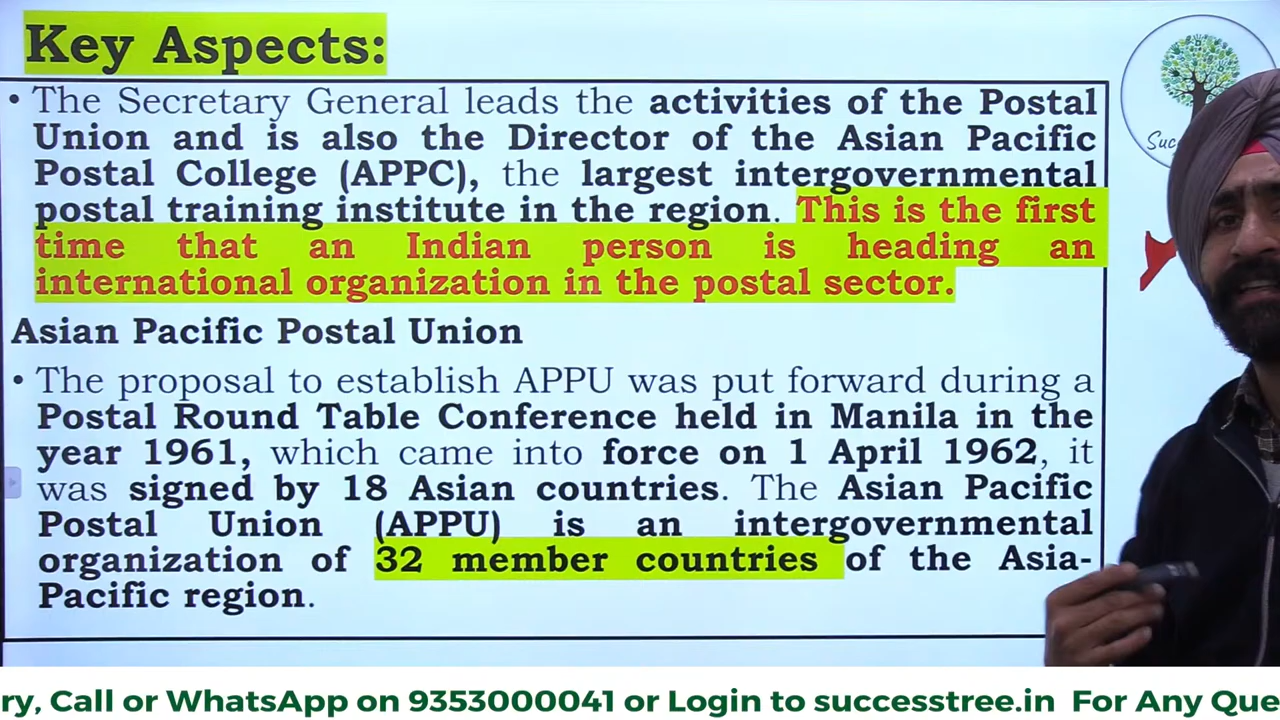 Key Aspects:
• The Secretary General leads the activities of the Postal
Union and is also the Director of the Asian Pacific
Postal College (APPC), the largest intergovernmental
postal training institute in the region. This is the first
time that an Indian person is heading an
international organization in the postal sector.
Asian Pacific Postal Union
• The proposal to establish APPU was put forward during a
Postal Round Table Conference held in Manila in the
year 1961, which came into force on 1 April 1962, it
was signed by 18 Asian countries. The Asian Pacific
Postal Union (APPU) is an intergovernmental
organization of 32 member countries of the Asia-
Pacific region.
ry, Call or WhatsApp on 9353000041 or Login to successtree.in For Any Que